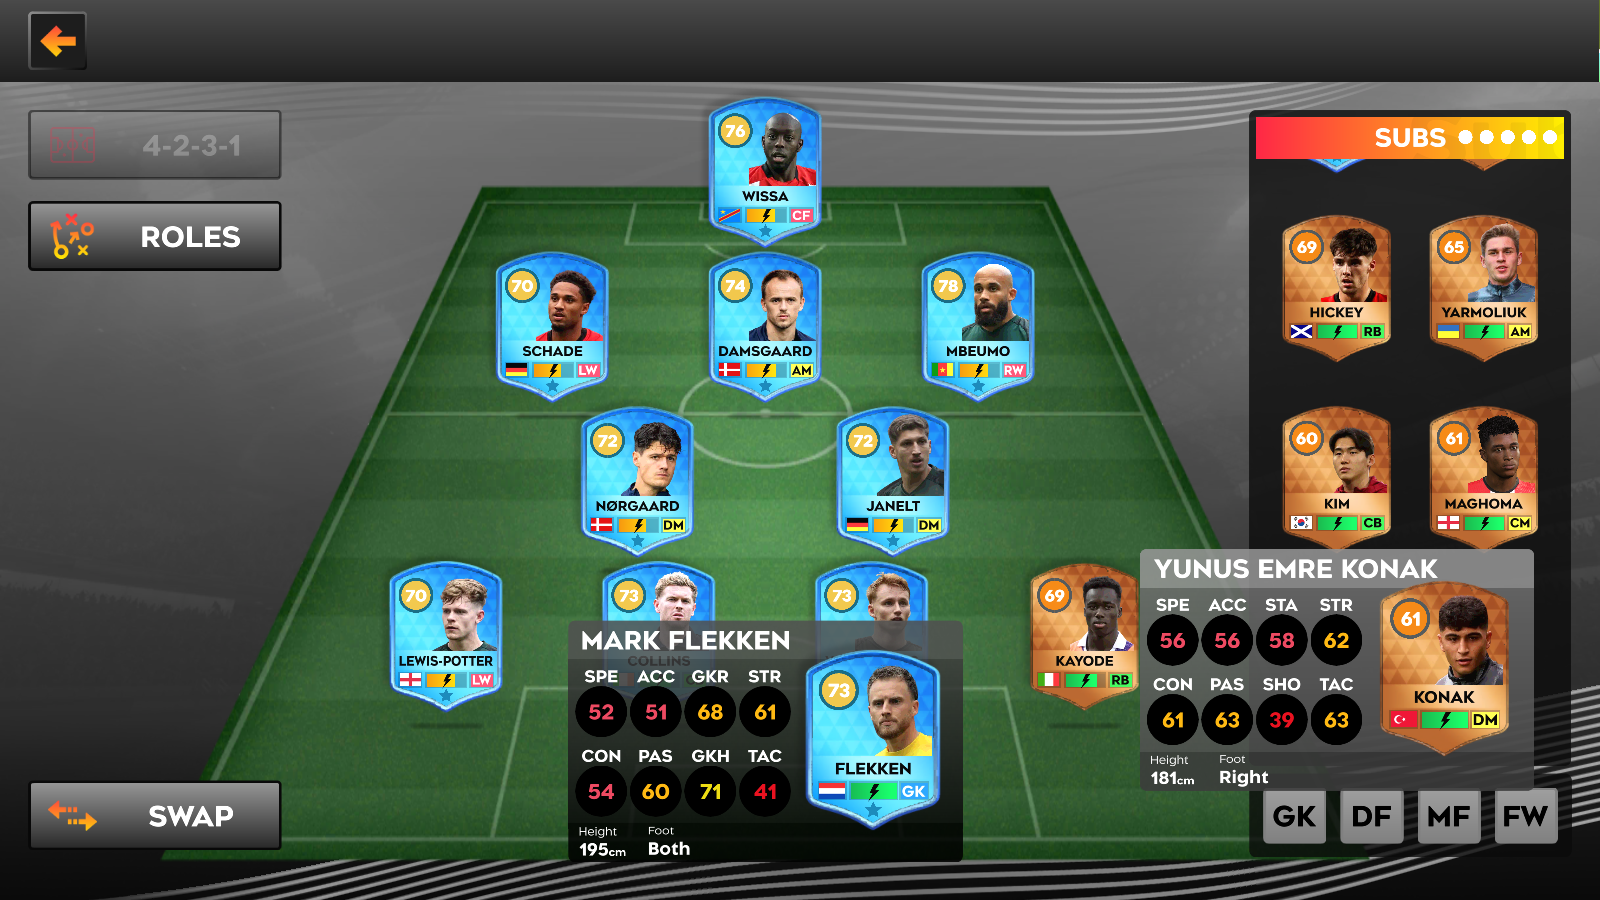 4-2-3-1
ROLES
SWAP
76
WISSA
CF
70
SCHADE
LW
74
DAMSGAARD
AM
78
MBEUMO
RW
72
NØRGAARD
DM
72
JANELT
DM
70
LEWIS-POTTER
LW
73
COLLINS
73
69
KAYODE
RB
MARK FLEKKEN
SPE ACC GKR STR
52 51 68 61
CON PAS GKH TAC
54 60 71 41
Height Foot
195cm Both
73
FLEKKEN
GK
SUBS
69
HICKEY
RB
65
YARMOLIUK
AM
60
KIM
CB
61
MAGHOMA
CM
YUNUS EMRE KONAK
SPE ACC STA STR
56 56 58 62
CON PAS SHO TAC
61 63 39 63
Height Foot
181cm Right
61
KONAK
DM
GK DF MF FW